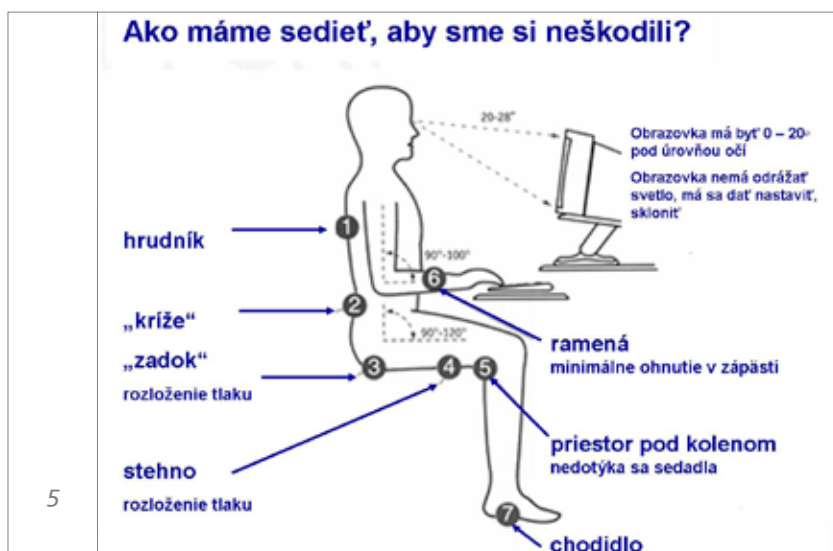 Ako máme sedieť, aby sme si neškodili?
20-28"
Obrazovka má byť 0 – 20◦
pod úrovňou očí
Obrazovka nemá odrážať
svetlo, má sa dať nastaviť,
skloniť
1
hrudník
90°-100°
6
2
„kríže“
90°-120°
ramená
minimálne ohnutie v zápästí
„zadok“
rozloženie tlaku
3
4
5
priestor pod kolenom
nedotýka sa sedadla
stehno
rozloženie tlaku
5
7
chodidlo